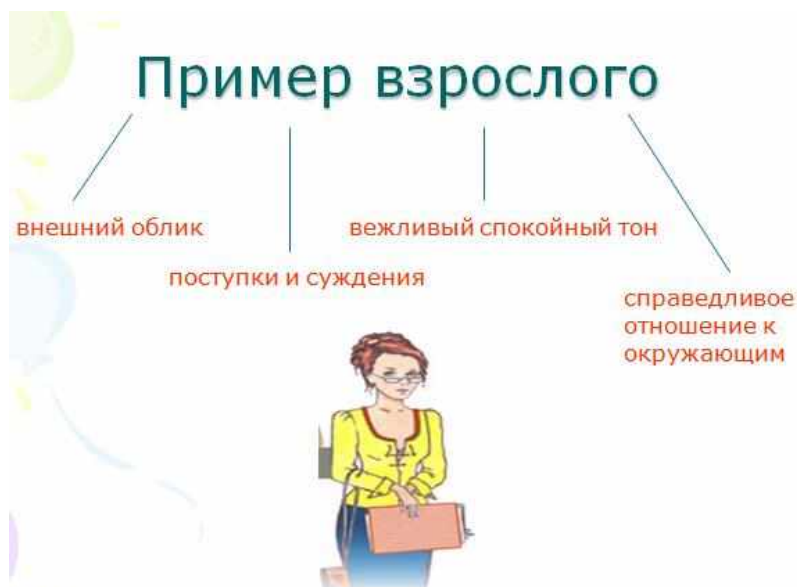 Пример взрослого
внешний облик
вежливый спокойный тон
поступки и суждения
справедливое
отношение к
окружающим